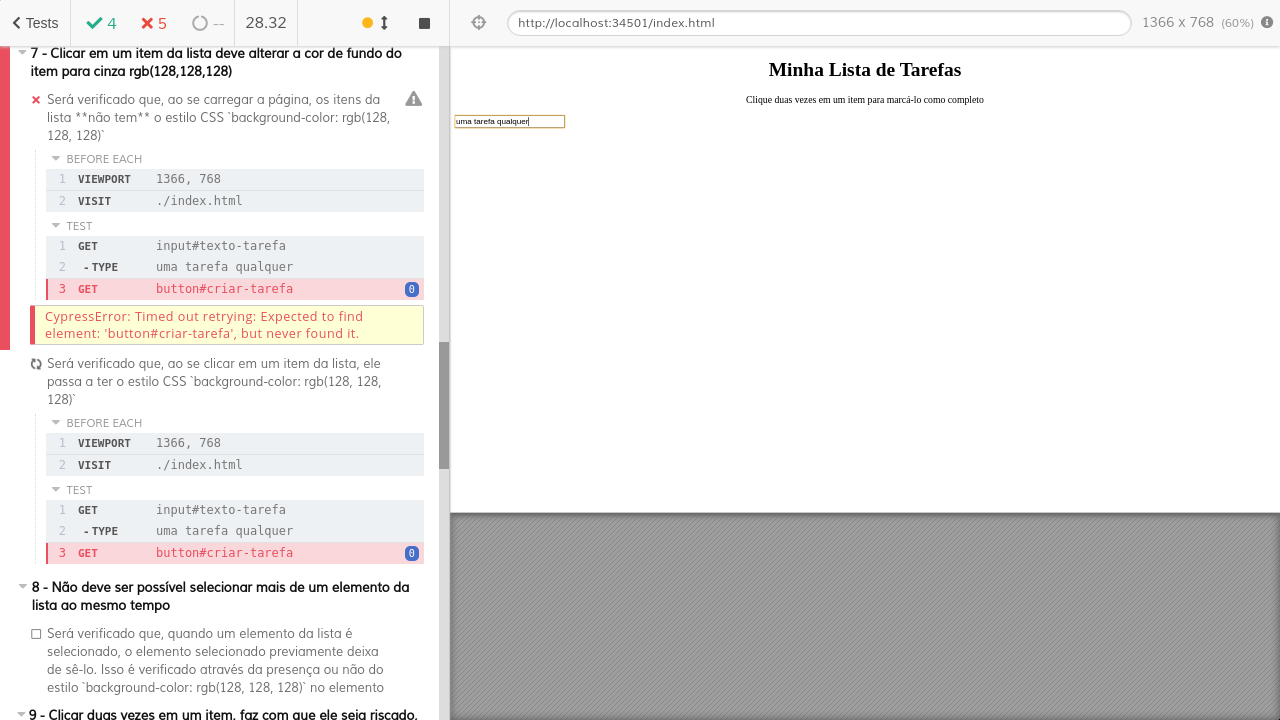 Tests 4 5 -- 28.32
http://localhost:34501/index.html 1366 x 768 (60%)
7 - Clicar em um item da lista deve alterar a cor de fundo do
item para cinza rgb(128,128,128)
Será verificado que, ao se carregar a página, os itens da
lista **não tem** o estilo CSS `background-color: rgb(128,
128, 128)`
BEFORE EACH
1 VIEWPORT 1366, 768
2 VISIT ./index.html
TEST
1 GET input#texto-tarefa
2 - TYPE uma tarefa qualquer
3 GET button#criar-tarefa 0
CypressError: Timed out retrying: Expected to find
element: 'button#criar-tarefa', but never found it.
Será verificado que, ao se clicar em um item da lista, ele
passa a ter o estilo CSS `background-color: rgb(128, 128,
128)`
BEFORE EACH
1 VIEWPORT 1366, 768
2 VISIT ./index.html
TEST
1 GET input#texto-tarefa
2 - TYPE uma tarefa qualquer
3 GET button#criar-tarefa 0
8 - Não deve ser possível selecionar mais de um elemento da
lista ao mesmo tempo
Será verificado que, quando um elemento da lista é
selecionado, o elemento selecionado previamente deixa
de sê-lo. Isso é verificado através da presença ou não do
estilo `background-color: rgb(128, 128, 128)` no elemento
9 - Clicar duas vezes em um item, faz com que ele seja riscado,
Minha Lista de Tarefas
Clique duas vezes em um item para marcá-lo como completo
uma tarefa qualquer